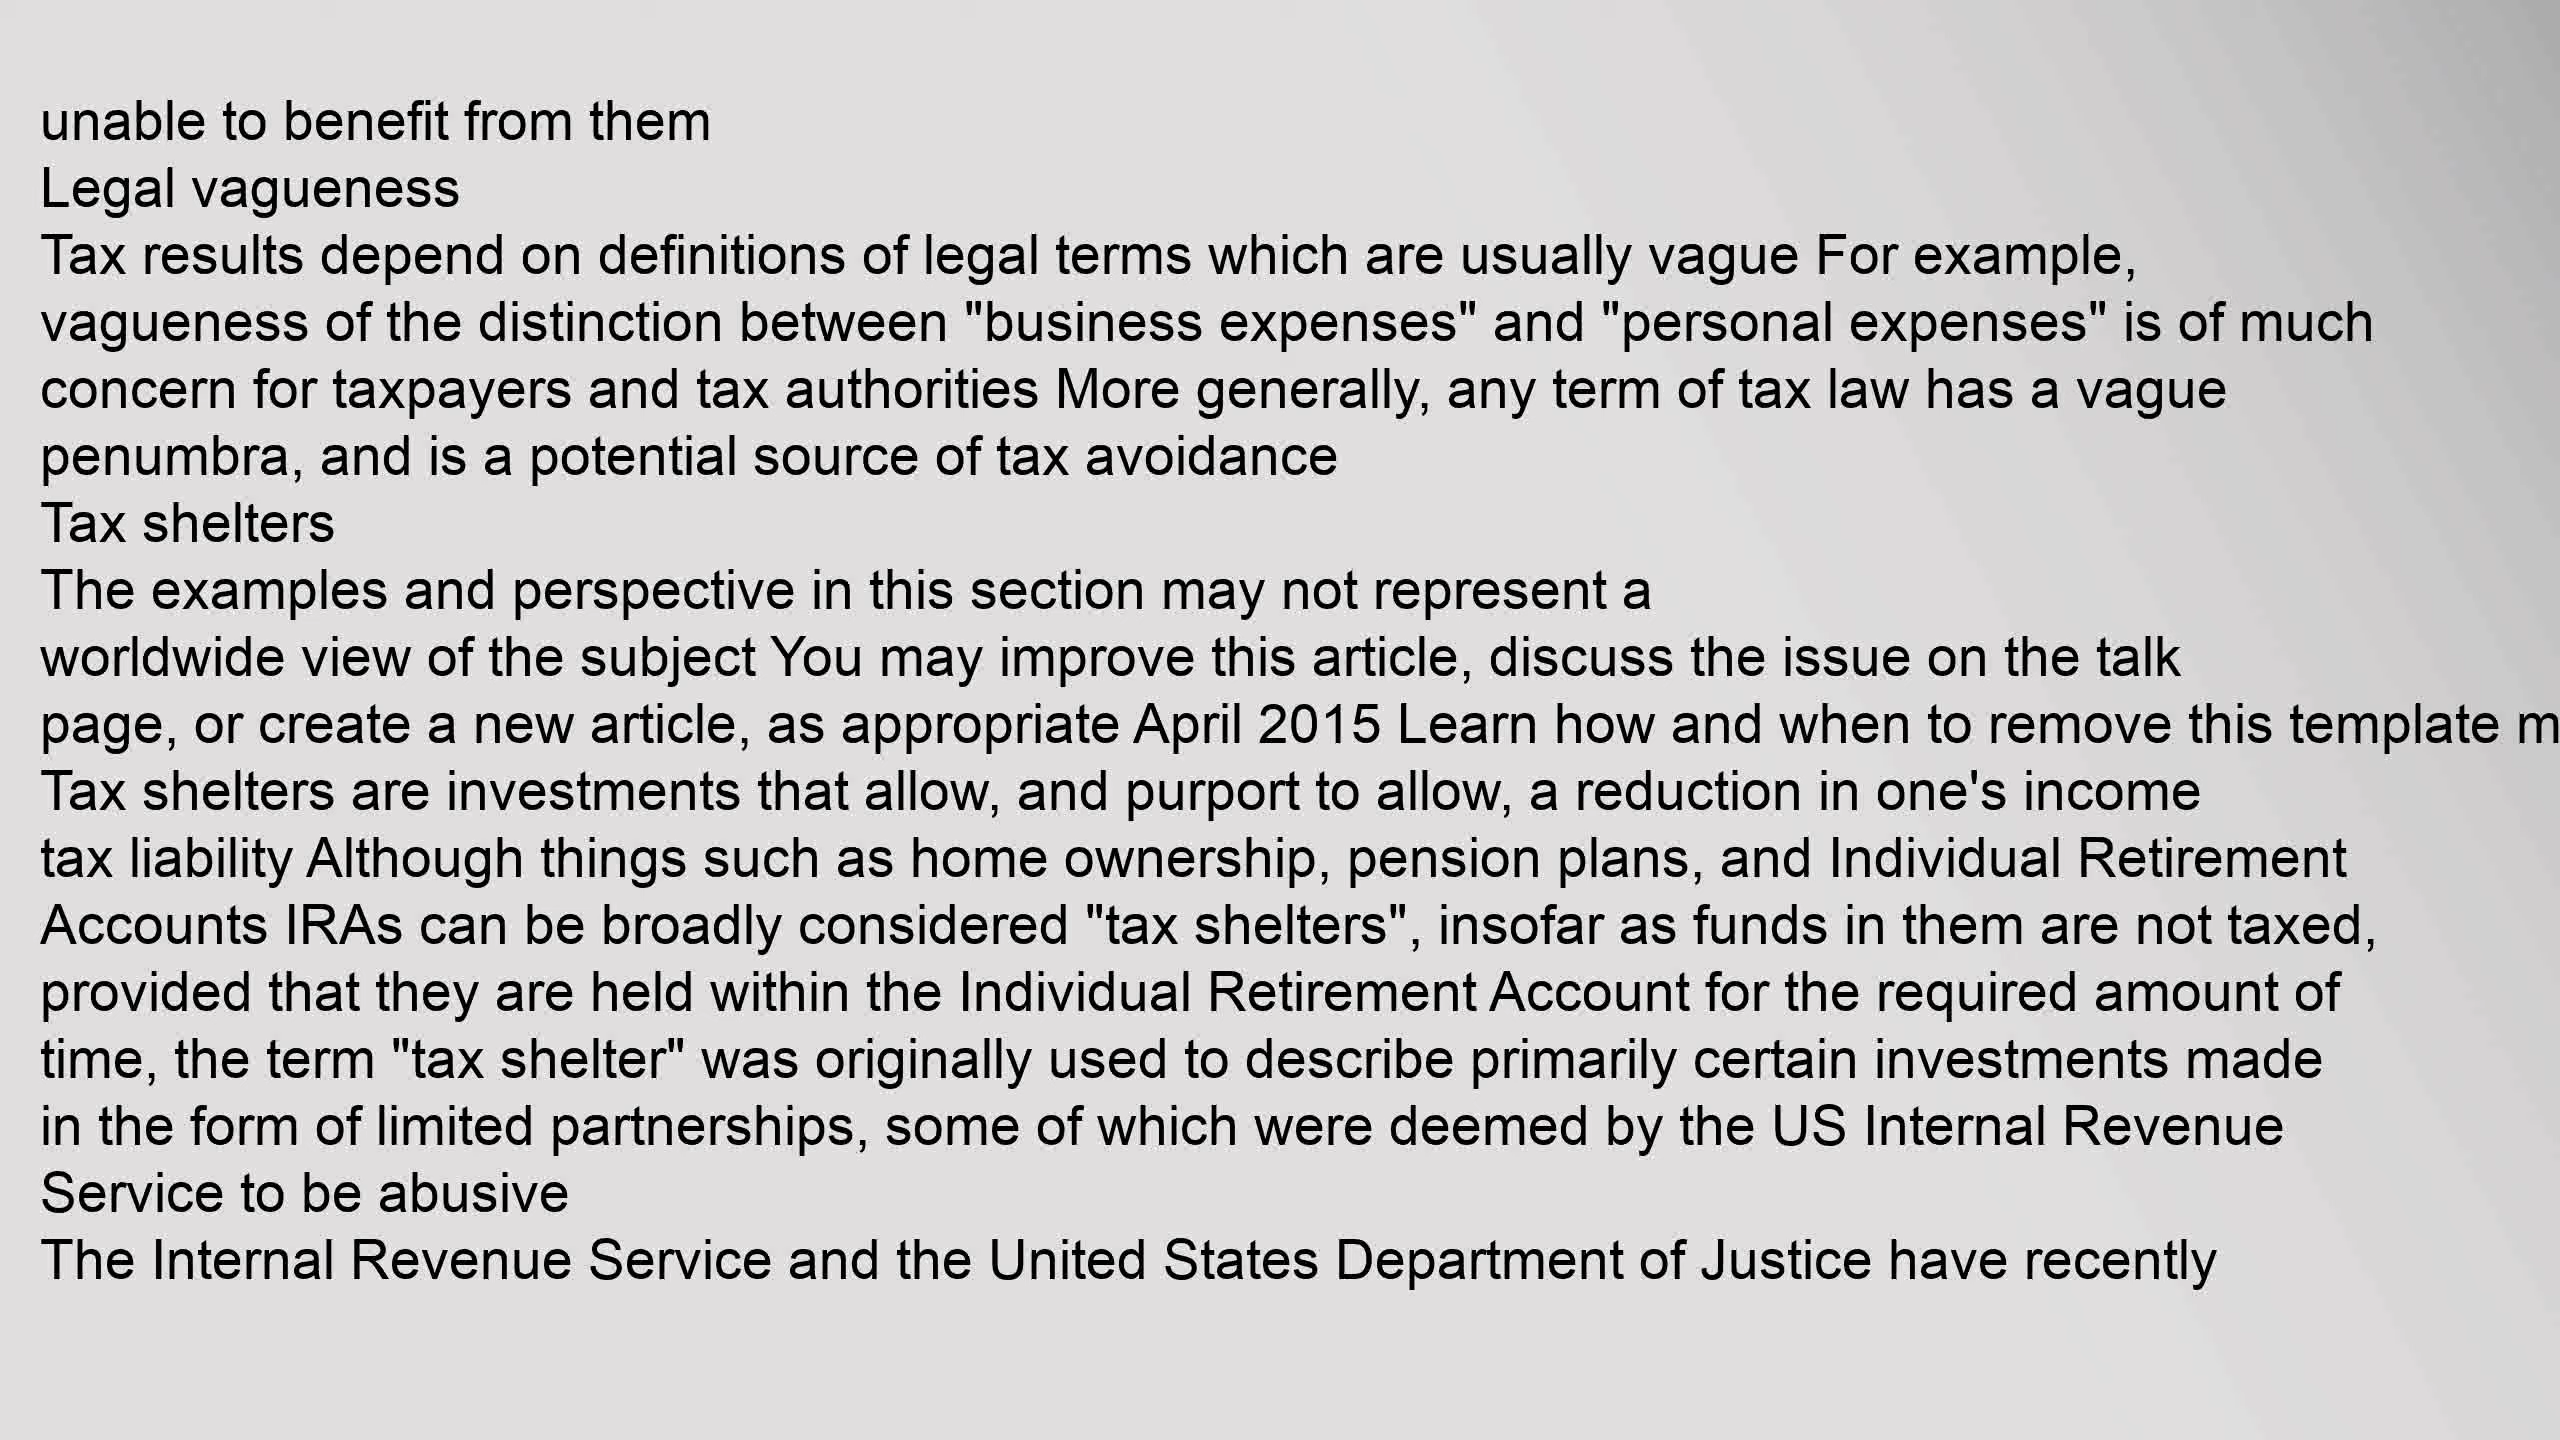 unable to benefit from them
Legal vagueness
Tax results depend on definitions of legal terms which are usually vague For example,
vagueness of the distinction between "business expenses" and "personal expenses" is of much
concern for taxpayers and tax authorities More generally, any term of tax law has a vague
penumbra, and is a potential source of tax avoidance
Tax shelters
The examples and perspective in this section may not represent a
worldwide view of the subject You may improve this article, discuss the issue on the talk
page, or create a new article, as appropriate April 2015 Learn how and when to remove this template
Tax shelters are investments that allow, and purport to allow, a reduction in one's income
tax liability Although things such as home ownership, pension plans, and Individual Retirement
Accounts IRAs can be broadly considered "tax shelters", insofar as funds in them are not taxed,
provided that they are held within the Individual Retirement Account for the required amount of
time, the term "tax shelter" was originally used to describe primarily certain investments made
in the form of limited partnerships, some of which were deemed by the US Internal Revenue
Service to be abusive
The Internal Revenue Service and the United States Department of Justice have recently